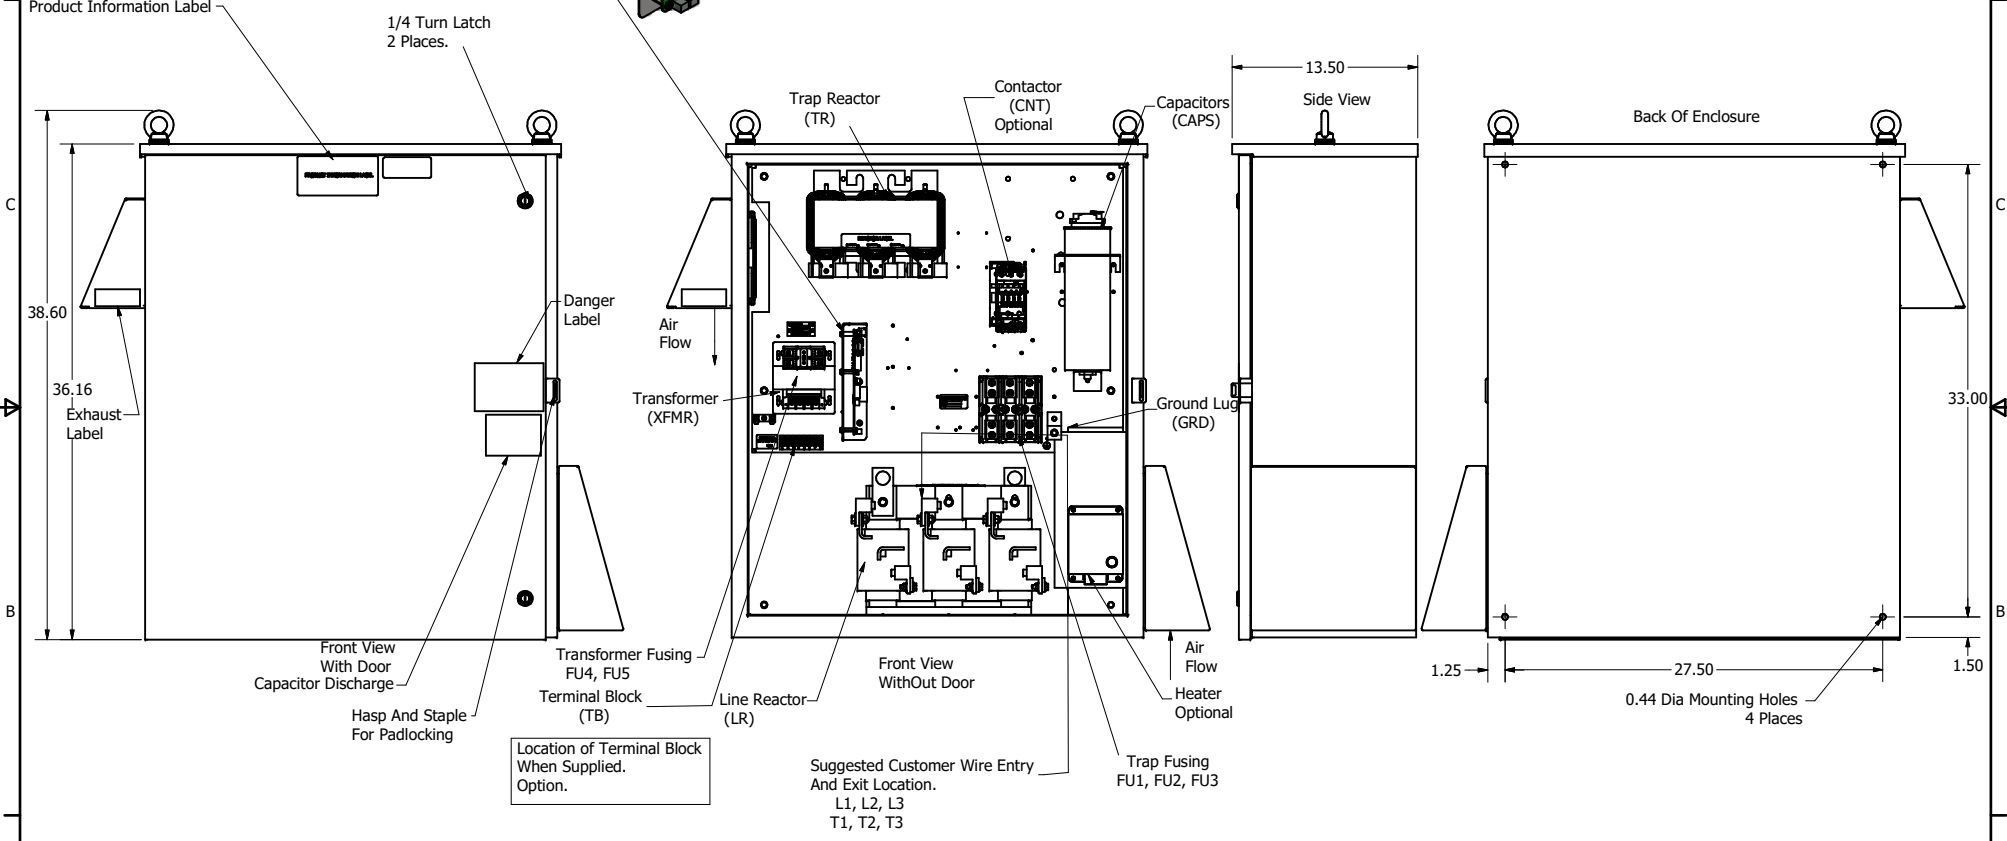 Product Information Label
1/4 Turn Latch
2 Places.
38.60
36.16
Exhaust
Label
Danger
Label
Front View
With Door
Capacitor Discharge
Hasp And Staple
For Padlocking
Trap Reactor
(TR)
Contactor
(CNT)
Optional
Capacitors
(CAPS)
Air
Flow
Transformer
(XFMR)
Ground Lug
(GRD)
Transformer Fusing
FU4, FU5
Terminal Block
(TB)
Line Reactor
(LR)
Front View
WithOut Door
Air
Flow
Heater
Optional
Location of Terminal Block
When Supplied.
Option.
Suggested Customer Wire Entry
And Exit Location.
L1, L2, L3
T1, T2, T3
Trap Fusing
FU1, FU2, FU3
13.50
Side View
Back Of Enclosure
33.00
1.25
27.50
1.50
0.44 Dia Mounting Holes
4 Places
C
C
B
B